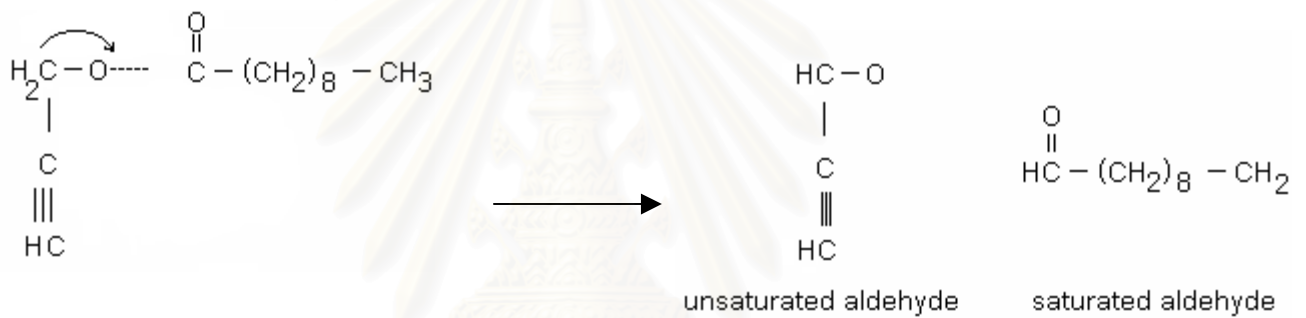 O
||
H2C – O----- C – (CH2)8 – CH3
|
C
|||
HC
HC – O
|
C
|||
HC
O
||
HC – (CH2)8 – CH2
unsaturated aldehyde saturated aldehyde